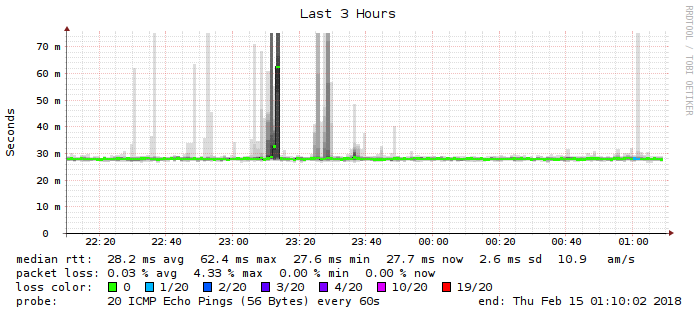 Last 3 Hours
RRDTOOL / TOBI OETIKER
Seconds
70 m
60 m
50 m
40 m
30 m
20 m
10 m
0
22:20 22:40 23:00 23:20 23:40 00:00 00:20 00:40 01:00
median rtt: 28.2 ms avg 62.4 ms max 27.6 ms min 27.7 ms now 2.6 ms sd 10.9 am/s
packet loss: 0.03 % avg 4.33 % max 0.00 % min 0.00 % now
loss color: 0 1/20 2/20 3/20 4/20 10/20 19/20
probe: 20 ICMP Echo Pings (56 Bytes) every 60s end: Thu Feb 15 01:10:02 2018